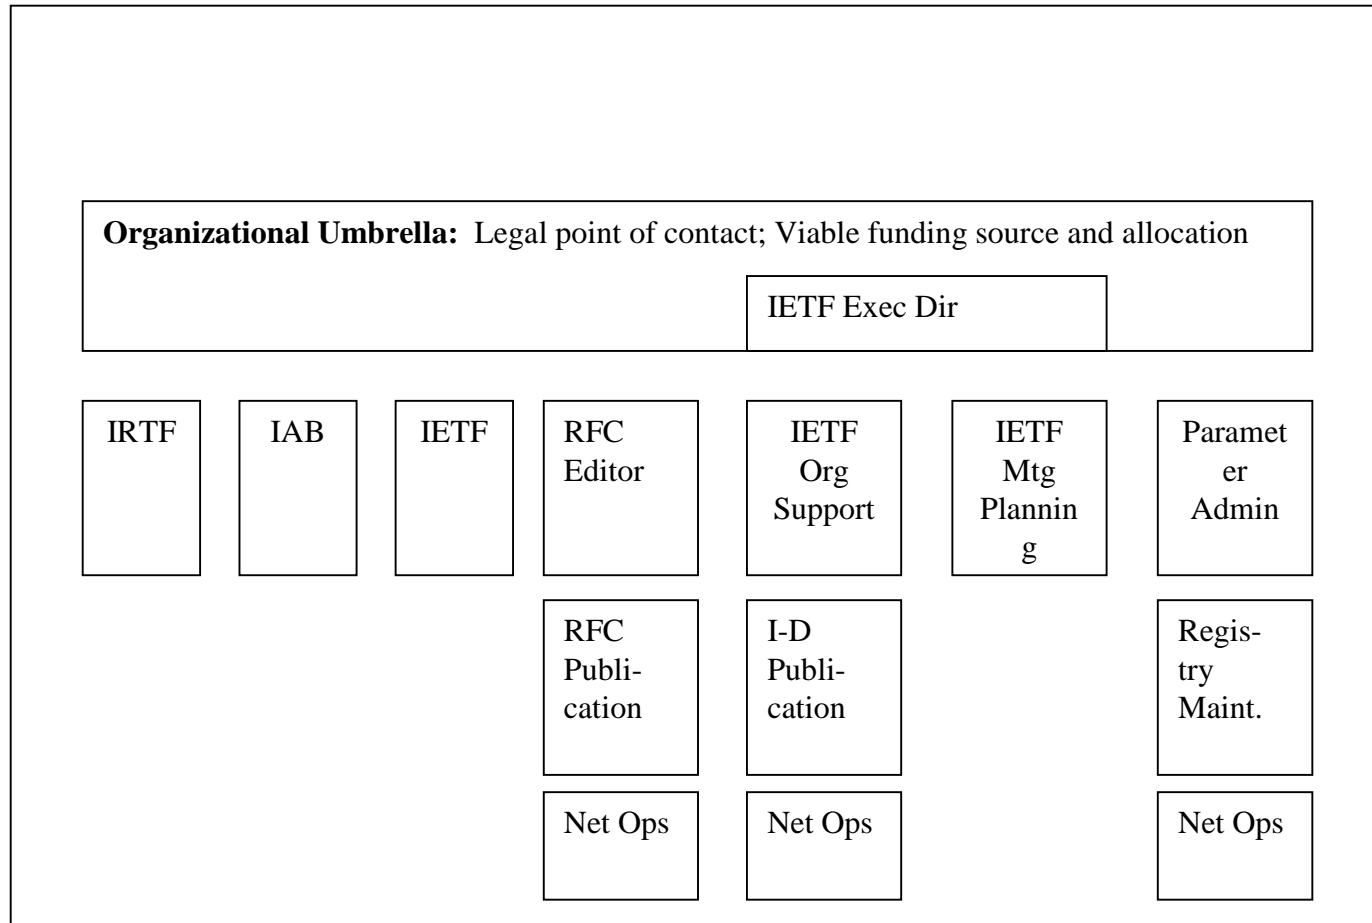 Organizational Umbrella: Legal point of contact; Viable funding source and allocation
IETF Exec Dir
IRTF
IAB
IETF
RFC
Editor
IETF
Org
Support
IETF
Mtg
Plannin
g
Paramet
er
Admin
RFC
Publi-
cation
I-D
Publi-
cation
Regis-
try
Maint.
Net Ops
Net Ops
Net Ops